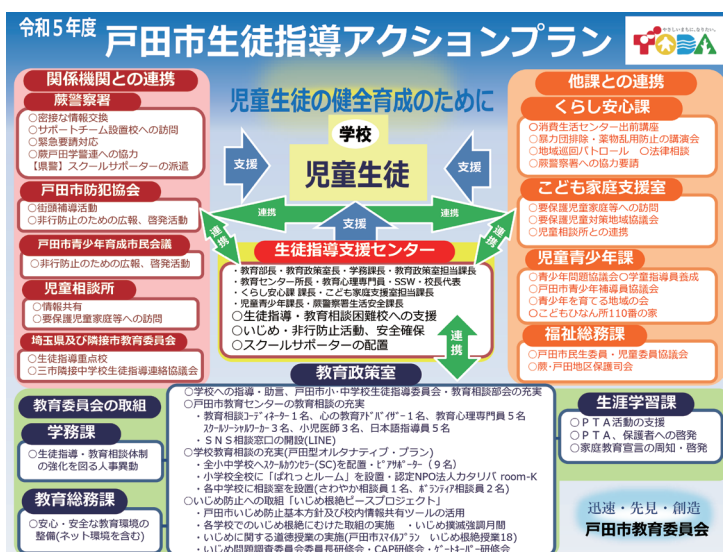 令和5年度 戸田市生徒指導アクションプラン
やさしいまちに、なりたい。
TODA
関係機関との連携
蕨警察署
○密接な情報交換
○サポートチーム設置校への訪問
○緊急要請対応
○蕨戸田学警連への協力
【県警】スクールサポーターの派遣
戸田市防犯協会
○街頭補導活動
○非行防止のための広報、啓発活動
戸田市青少年育成市民会議
○非行防止のための広報、啓発活動
児童相談所
○情報共有
○要保護児童家庭等への訪問
埼玉県及び隣接市教育委員会
○生徒指導重点校
○三市隣接中学校生徒指導連絡協議会
児童生徒の健全育成のために
学校
児童生徒
支援
支援
支援
連携
連携
連携
連携
連携
生徒指導支援センター
・教育部長・教育政策室長・学務課長・教育政策室担当課長
・教育センター所長・教育心理専門員・SSW・校長代表
・くらし安心課 課長・こども家庭支援室担当課長
・児童青少年課長・蕨警察署生活安全課長
○生徒指導・教育相談困難校への支援
○いじめ・非行防止活動、安全確保
○スクールサポーターの配置
他課との連携
くらし安心課
○消費生活センター出前講座
○暴力団排除・薬物乱用防止の講演会
○地域巡回パトロール ○法律相談
○蕨警察署への協力要請
こども家庭支援室
○要保護児童家庭等への訪問
○要保護児童対策地域協議会
○児童相談所との連携
児童青少年課
○青少年問題協議会○学童指導員養成
○戸田市青少年補導員協議会
○青少年を育てる地域の会
○こどもひなん所110番の家
福祉総務課
○戸田市民生委員・児童委員協議会
○蕨・戸田地区保護司会
教育政策室
○学校への指導・助言、戸田市小・中学校生徒指導委員会・教育相談部会の充実
○戸田市教育センターの教育相談の充実
・教育相談コーディネーター1名、心の教育アドバイザー1名、教育心理専門員5名
スクールソーシャルワーカー3名、小児医師3名、日本語指導員5名
・SNS相談窓口の開設(LINE)
○学校教育相談の充実(戸田型オルタナティブ・プラン)
・全小中学校へスクールカウンセラー(SC)を配置・ピアサポーター(9名)
・小学校全校に「ぱれっとルーム」を設置・認定NPO法人カタリバ room-K
・各中学校に相談室を設置(さわやか相談員1名、ボランティア相談員2名)
○いじめ防止への取組「いじめ根絶ピースプロジェクト」
・戸田市いじめ防止基本方針及び校内情報共有ツールの活用
・各学校でのいじめ根絶にむけた取組の実施 ・いじめ撲滅強調月間
・いじめに関する道徳授業の実施(戸田市スマイルプラン いじめ根絶授業18)
・いじめ問題調査委員会委員長研修会・CAP研修会・ゲートキーパー研修会
教育委員会の取組
学務課
○生徒指導・教育相談体制
の強化を図る人事異動
教育総務課
○安心・安全な教育環境の
整備(ネット環境を含む)
生涯学習課
○PTA活動の支援
○PTA、保護者への啓発
○家庭教育宣言の周知・啓発
迅速・先見・創造
戸田市教育委員会